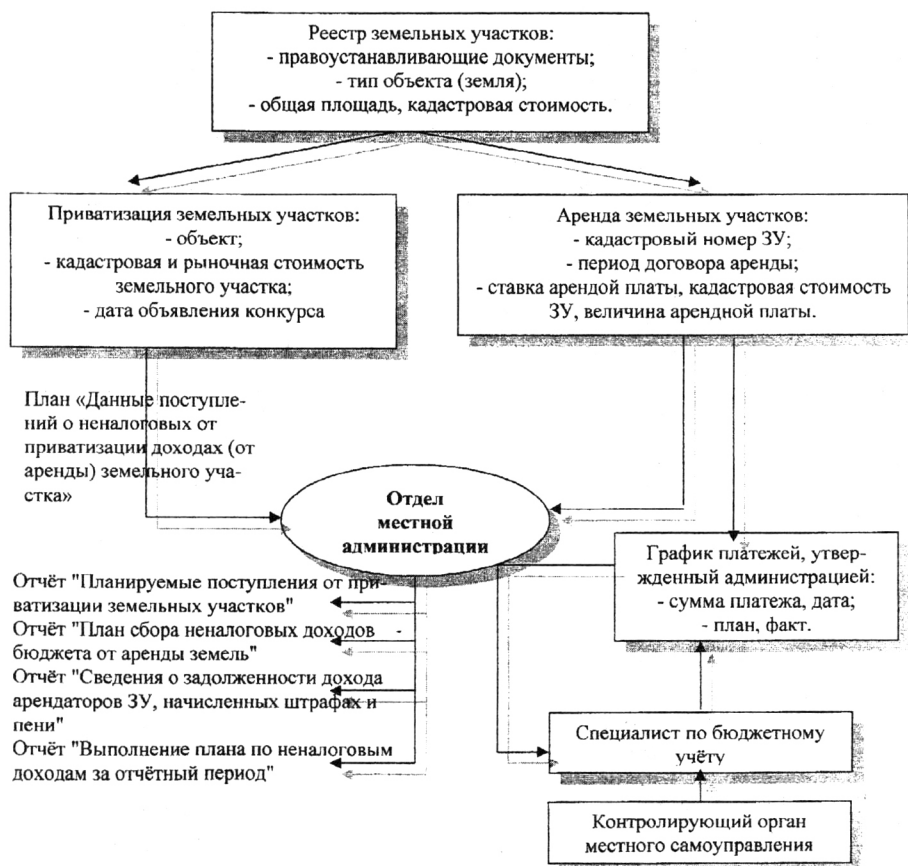 Реестр земельных участков:
- правоустанавливающие документы;
- тип объекта (земля);
- общая площадь, кадастровая стоимость.
Приватизация земельных участков:
- объект;
- кадастровая и рыночная стоимость
земельного участка;
- дата объявления конкурса
Аренда земельных участков:
- кадастровый номер ЗУ;
- период договора аренды;
- ставка арендой платы, кадастровая стоимость
ЗУ, величина арендной платы.
План «Данные поступле-
ний о неналоговых от
приватизации доходах (от
аренды) земельного уча-
стка»
Отдел
местной
администрации
График платежей, утвер-
жденный администрацией:
- сумма платежа, дата;
- план, факт.
Отчёт "Планируемые поступления от при-
ватизации земельных участков"
Отчёт "План сбора неналоговых доходов
бюджета от аренды земель"
Отчёт "Сведения о задолженности дохода
арендаторов ЗУ, начисленных штрафах и
пени"
Отчёт "Выполнение плана по неналоговым
доходам за отчётный период"
Специалист по бюджетному
учёту
Контролирующий орган
местного самоуправления